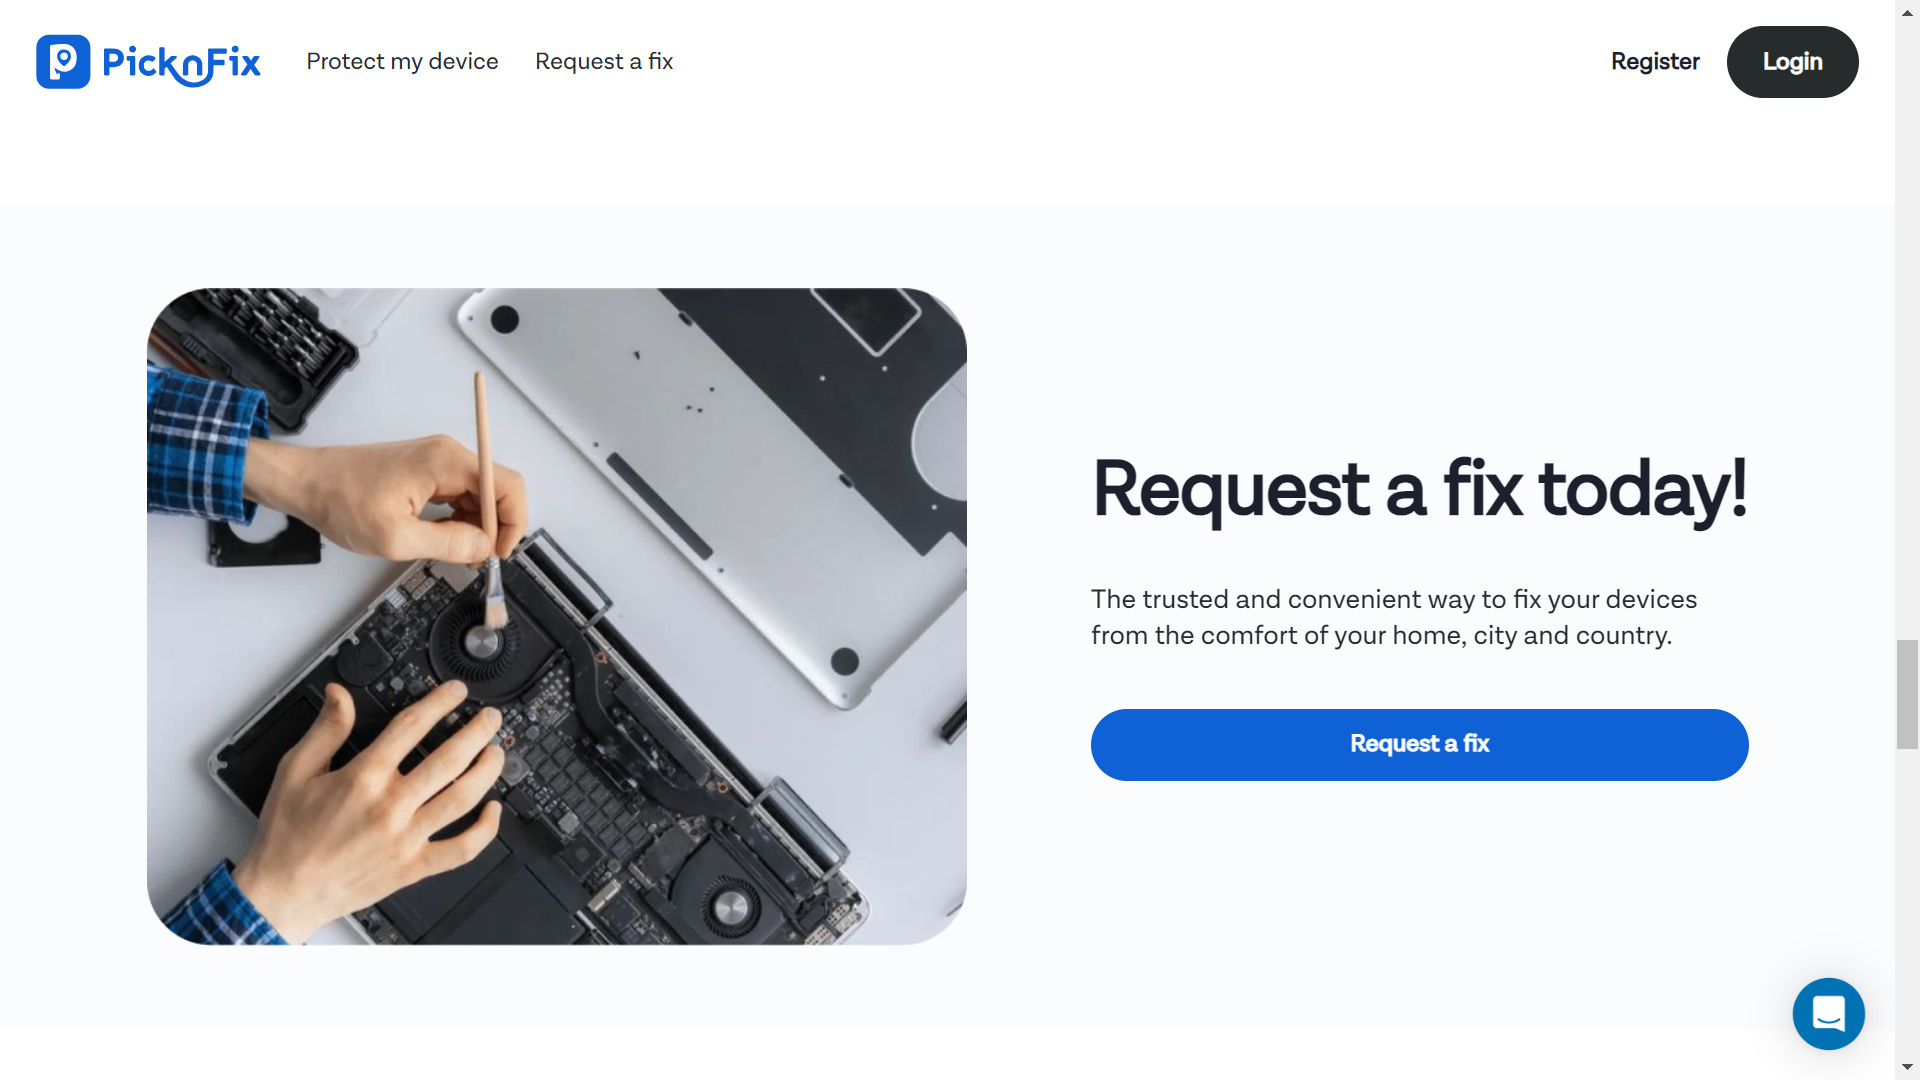 PicknFix
Protect my device
Request a fix
Register
Login
Request a fix today!
The trusted and convenient way to fix your devices
from the comfort of your home, city and country.
Request a fix